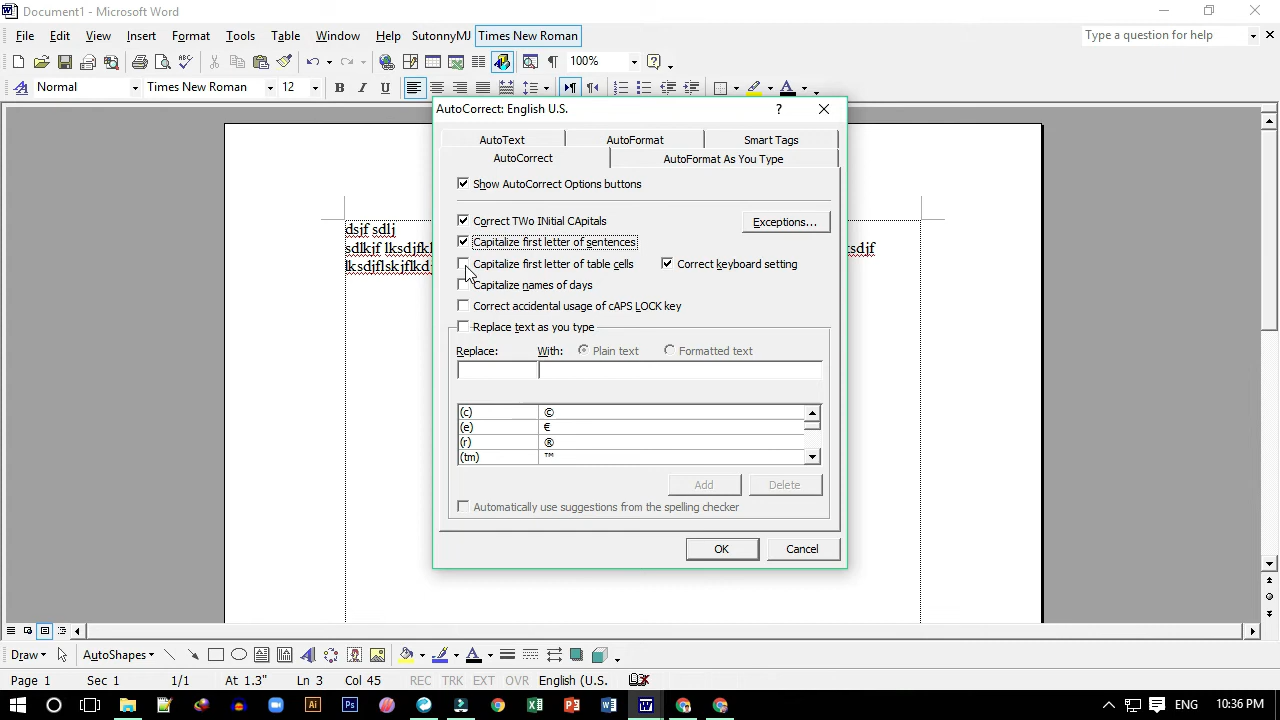 Document1 - Microsoft Word
File Edit View Insert Format Tools Table Window Help SutonnyMJ Times New Roman Type a question for help
100%
Normal Times New Roman 12
AutoCorrect: English U.S.
AutoText AutoFormat Smart Tags
AutoCorrect AutoFormat As You Type
Show AutoCorrect Options buttons
Correct TWo INitial CApitals Exceptions...
Capitalize first letter of sentences
Capitalize first letter of table cells Correct keyboard setting
Capitalize names of days
Correct accidental usage of cAPS LOCK key
Replace text as you type
Replace: With: Plain text Formatted text
(c) ©
(e) €
(r) ®
(tm) ™
Add Delete
Automatically use suggestions from the spelling checker
OK Cancel
dsjf sdlj
Draw AutoShapes
Page 1 Sec 1 1/1 At 1.3" Ln 3 Col 45 REC TRK EXT OVR English (U.S.
ENG 10:36 PM